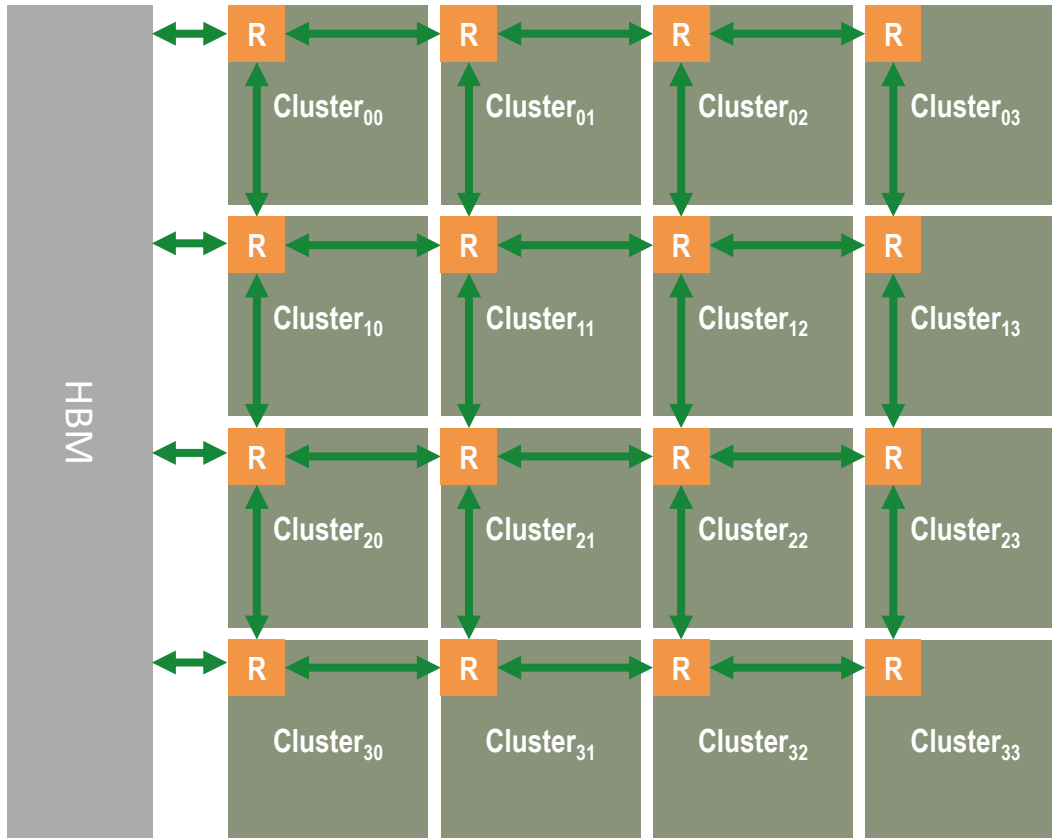 R R R R
Cluster00 Cluster01 Cluster02 Cluster03
R R R R
Cluster10 Cluster11 Cluster12 Cluster13
HBM
R R R R
Cluster20 Cluster21 Cluster22 Cluster23
R R R R
Cluster30 Cluster31 Cluster32 Cluster33